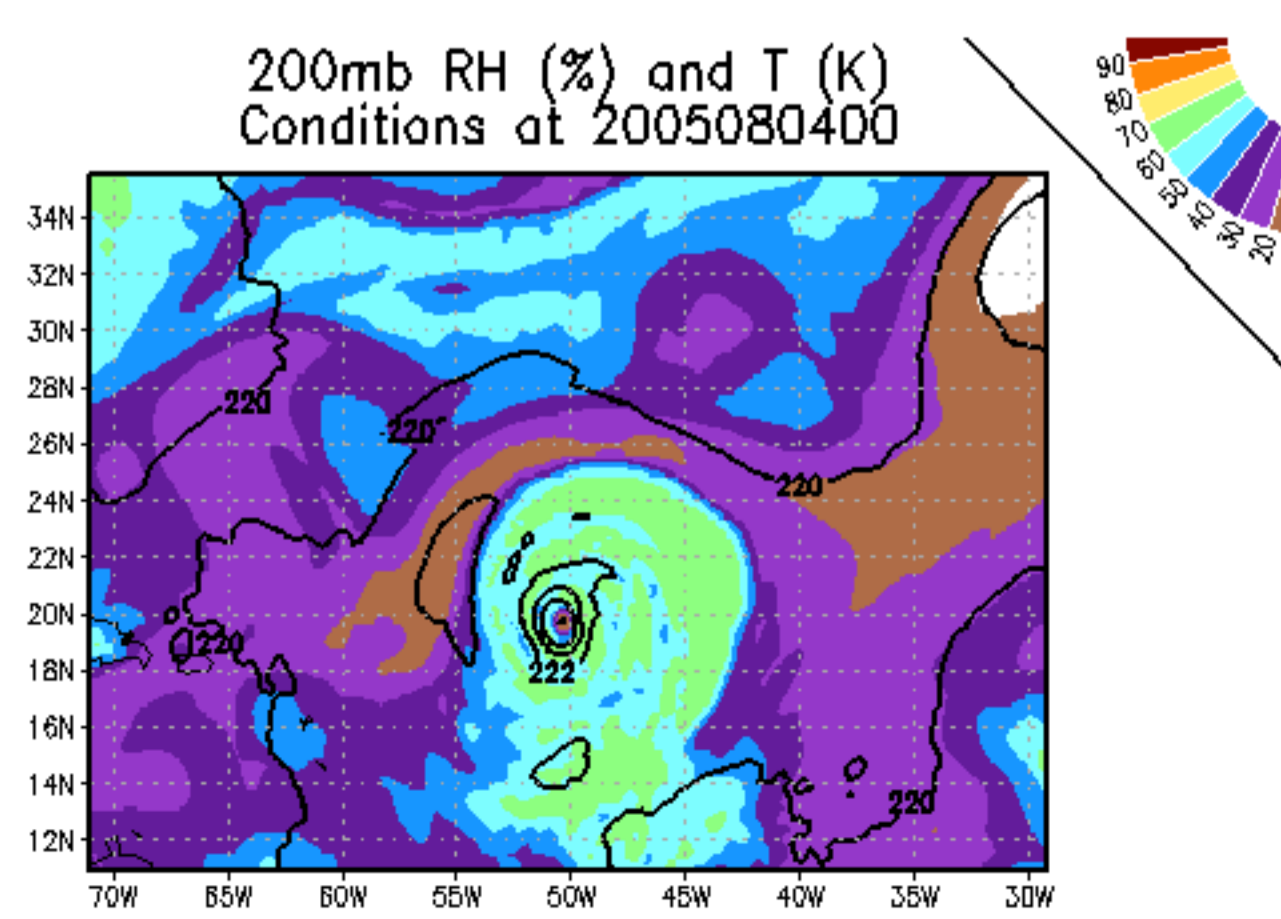 200mb RH (%) and T (K)
Conditions at 2005080400
90
80
70
60
50
40
30
20
34N
32N
30N
28N
26N
24N
22N
20N
18N
16N
14N
12N
220
220
220
220
222
220
70W
65W
60W
55W
50W
45W
40W
35W
30W